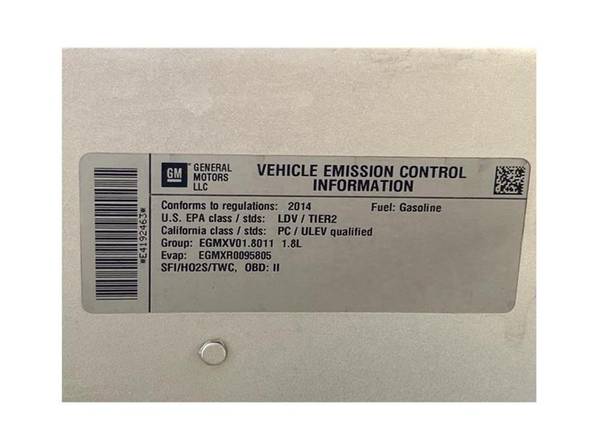 GM
GENERAL
MOTORS
LLC
VEHICLE EMISSION CONTROL
INFORMATION
Conforms to regulations: 2014 Fuel: Gasoline
U.S. EPA class / stds: LDV / TIER2
California class / stds: PC / ULEV qualified
Group: EGMXV01.8011 1.8L
Evap: EGMXR0095805
SFI/HO2S/TWC, OBD: II
*E4192463*